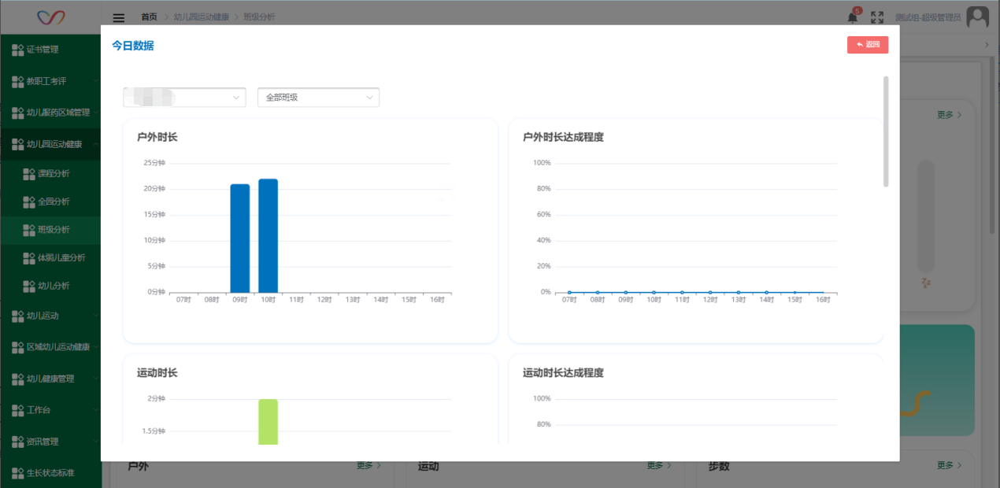 首页 > 幼儿园运动健康 > 班级分析
5
测试组-超级管理员
证书管理
教职工考评
幼儿服药区域管理
幼儿园运动健康
课程分析
全园分析
班级分析
体弱儿童分析
幼儿分析
幼儿运动
区域幼儿运动健康
幼儿健康管理
工作台
资讯管理
生长状态标准
今日数据
返回
全部班级
户外时长
25分钟
20分钟
15分钟
10分钟
5分钟
0分钟
07时 08时 09时 10时 11时 12时 13时 14时 15时 16时
户外时长达成程度
100%
80%
60%
40%
20%
0%
07时 08时 09时 10时 11时 12时 13时 14时 15时 16时
运动时长
2分钟
1.5分钟
运动时长达成程度
100%
80%
更多 >
zz
户外
更多 >
运动
更多 >
步数
更多 >